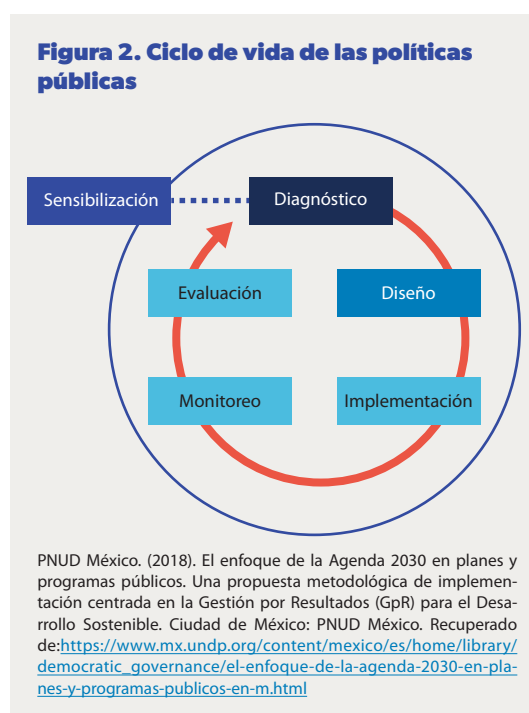 Figura 2. Ciclo de vida de las políticas
públicas
Sensibilización
Diagnóstico
Evaluación
Diseño
Monitoreo
Implementación
PNUD México. (2018). El enfoque de la Agenda 2030 en planes y
programas públicos. Una propuesta metodológica de implemen-
tación centrada en la Gestión por Resultados (GpR) para el Desa-
rrollo Sostenible. Ciudad de México: PNUD México. Recuperado
de:https://www.mx.undp.org/content/mexico/es/home/library/
democratic_governance/el-enfoque-de-la-agenda-2030-en-pla-
nes-y-programas-publicos-en-m.html